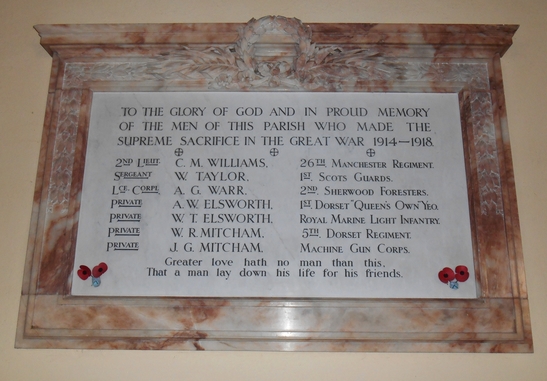 TO THE GLORY OF GOD AND IN PROUD MEMORY
OF THE MEN OF THIS PARISH WHO MADE THE
SUPREME SACRIFICE IN THE GREAT WAR 1914—1918.
2ND LIEUT. C. M. WILLIAMS, 26TH MANCHESTER REGIMENT.
SERGEANT W. TAYLOR, 1ST SCOTS GUARDS.
LCE. CORPL. A. G. WARR, 2ND SHERWOOD FORESTERS.
PRIVATE A. W. ELSWORTH, 1ST DORSET "QUEEN'S OWN" YEO.
PRIVATE W. T. ELSWORTH, ROYAL MARINE LIGHT INFANTRY.
PRIVATE W. R. MITCHAM, 5TH DORSET REGIMENT.
PRIVATE J. G. MITCHAM, MACHINE GUN CORPS.
Greater love hath no man than this,
That a man lay down his life for his friends.